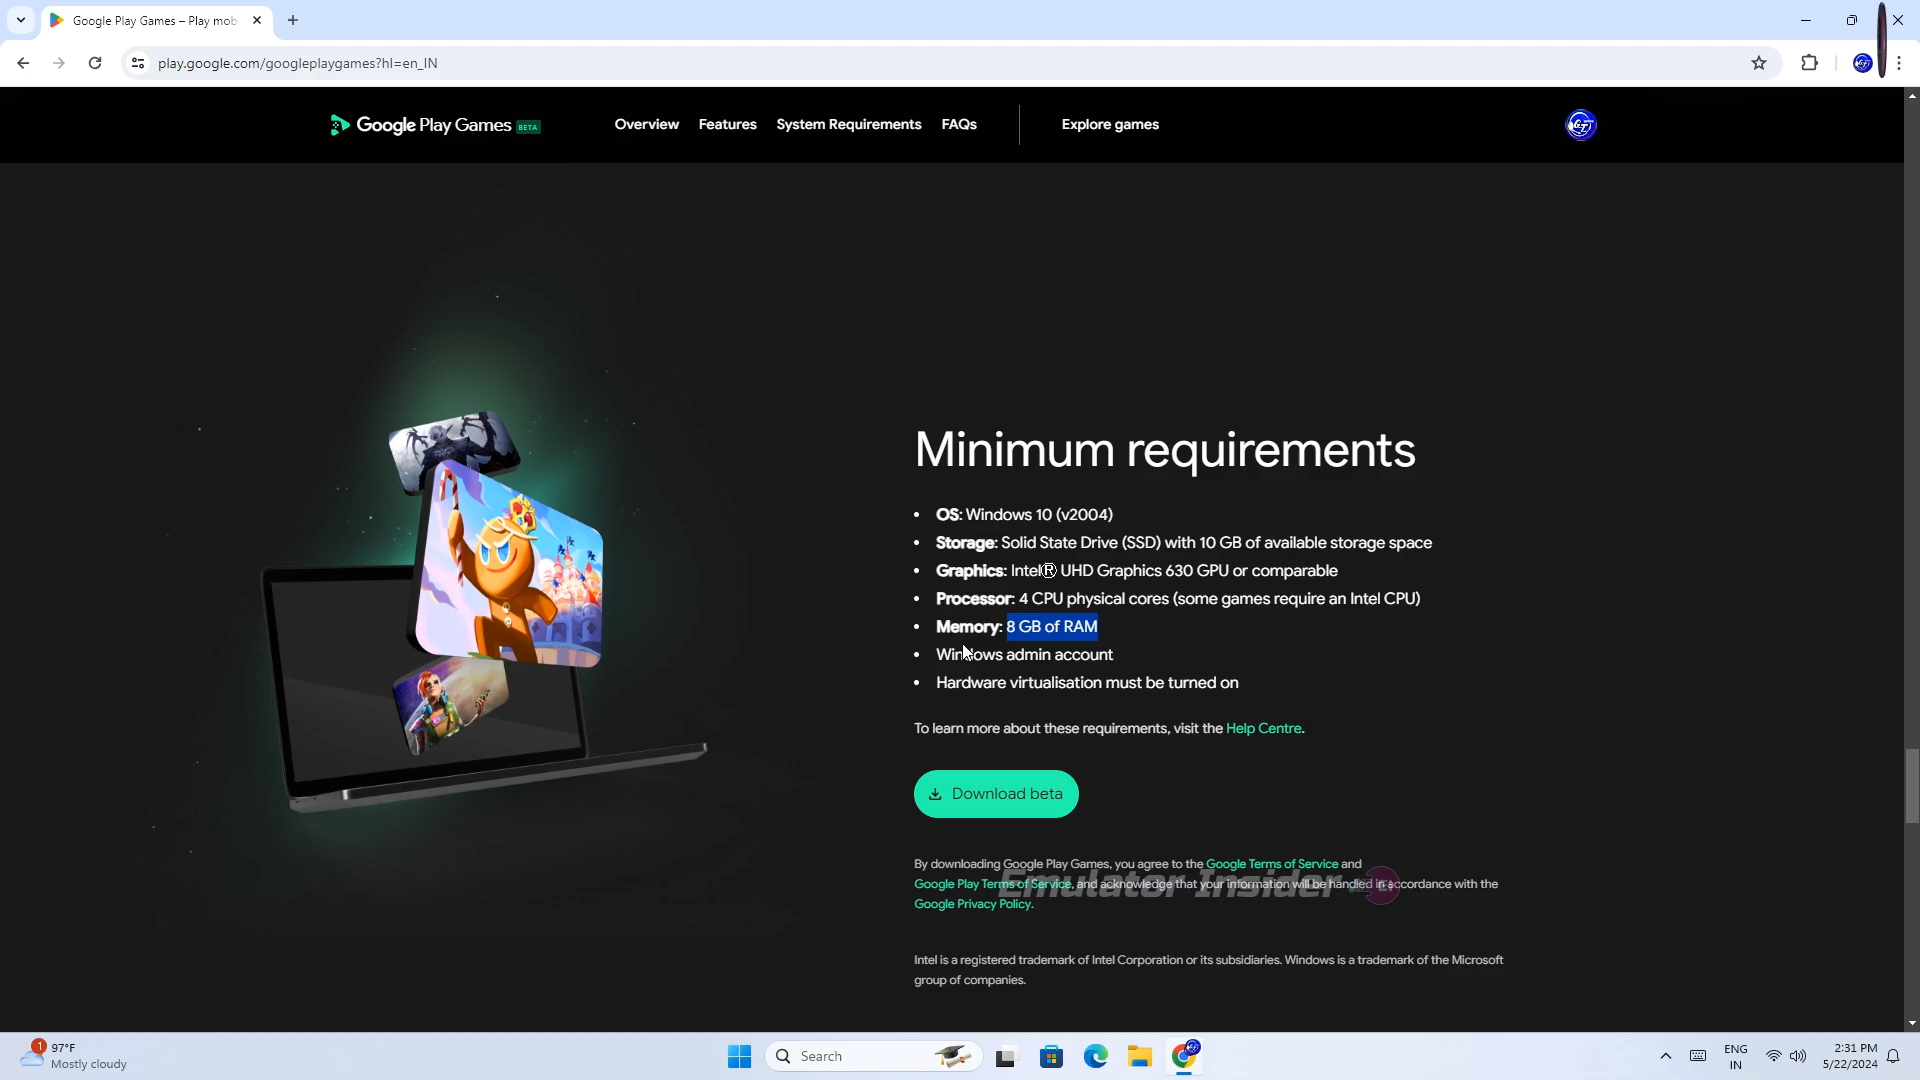 Google Play Games – Play mob
play.google.com/googleplaygames?hl=en_IN
Google Play Games BETA
Overview Features System Requirements FAQs Explore games
Minimum requirements
• OS: Windows 10 (v2004)
• Storage: Solid State Drive (SSD) with 10 GB of available storage space
• Graphics: Intel® UHD Graphics 630 GPU or comparable
• Processor: 4 CPU physical cores (some games require an Intel CPU)
• Memory: 8 GB of RAM
• Windows admin account
• Hardware virtualisation must be turned on
To learn more about these requirements, visit the Help Centre.
Download beta
By downloading Google Play Games, you agree to the Google Terms of Service and
Google Play Terms of Service, and acknowledge that your information will be handled in accordance with the
Google Privacy Policy.
Emulator Insider
Intel is a registered trademark of Intel Corporation or its subsidiaries. Windows is a trademark of the Microsoft
group of companies.
1
97°F
Mostly cloudy
Search
ENG
IN
2:31 PM
5/22/2024